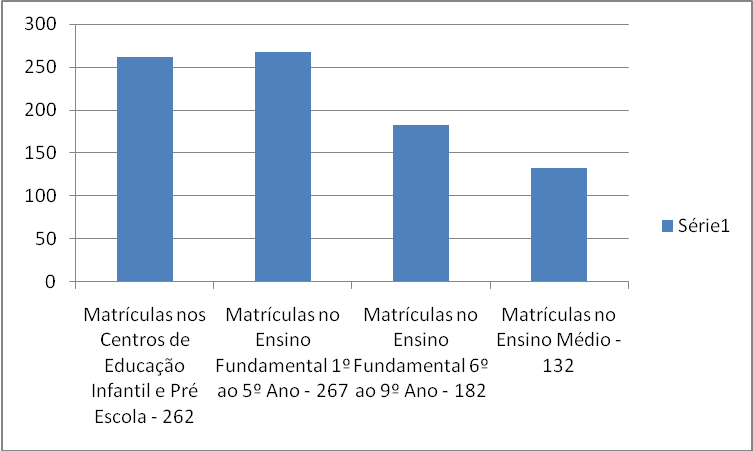 300
250
200
150
100
50
0
Matrículas nos
Centros de
Educação
Infantil e Pré
Escola - 262
Matrículas no
Ensino
Fundamental 1º
ao 5º Ano - 267
Matrículas no
Ensino
Fundamental 6º
ao 9º Ano - 182
Matrículas no
Ensino Médio -
132
Série1